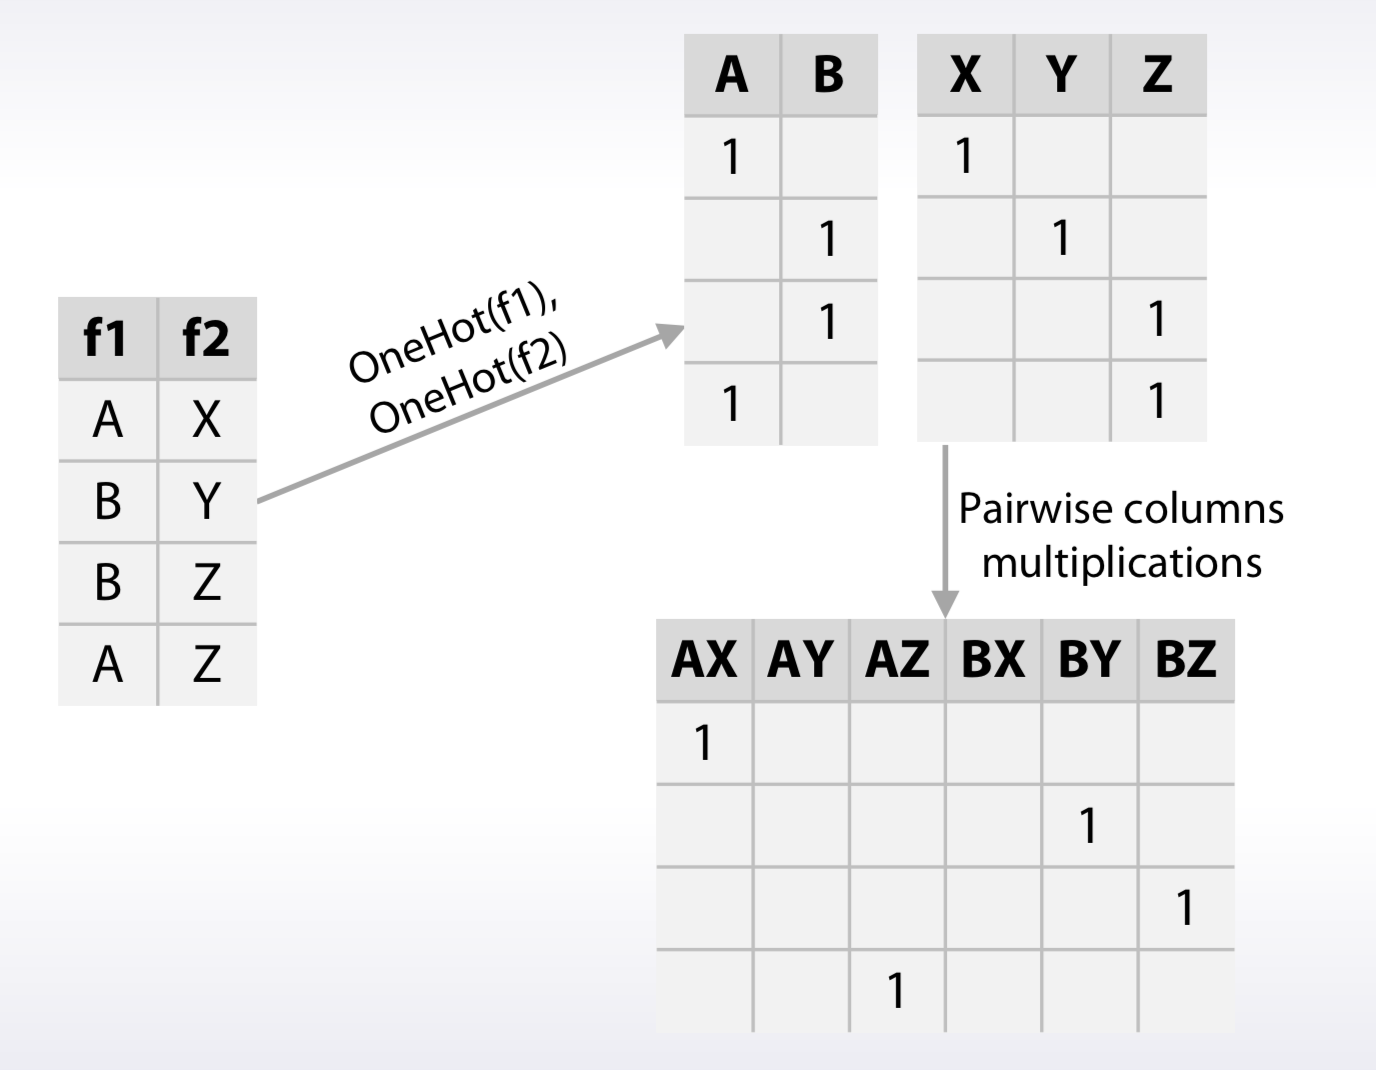 f1 f2
A X
B Y
B Z
A Z
OneHot(f1),
OneHot(f2)
A B
1
1
1
1
X Y Z
1
1
1
1
Pairwise columns
multiplications
AX AY AZ BX BY BZ
1
1
1
1